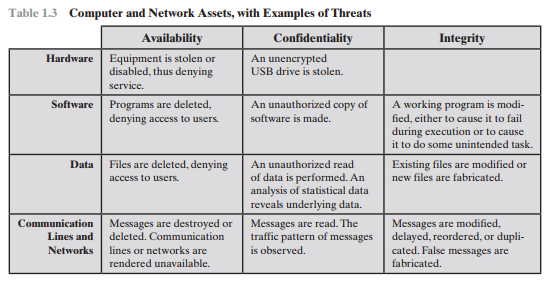 Table 1.3 Computer and Network Assets, with Examples of Threats
Availability Confidentiality Integrity
Hardware
Equipment is stolen or
disabled, thus denying
service.
An unencrypted
USB drive is stolen.
Software
Programs are deleted,
denying access to users.
An unauthorized copy of
software is made.
A working program is modi-
fied, either to cause it to fail
during execution or to cause
it to do some unintended task.
Data
Files are deleted, denying
access to users.
An unauthorized read
of data is performed. An
analysis of statistical data
reveals underlying data.
Existing files are modified or
new files are fabricated.
Communication
Lines and
Networks
Messages are destroyed or
deleted. Communication
lines or networks are
rendered unavailable.
Messages are read. The
traffic pattern of messages
is observed.
Messages are modified,
delayed, reordered, or dupli-
cated. False messages are
fabricated.